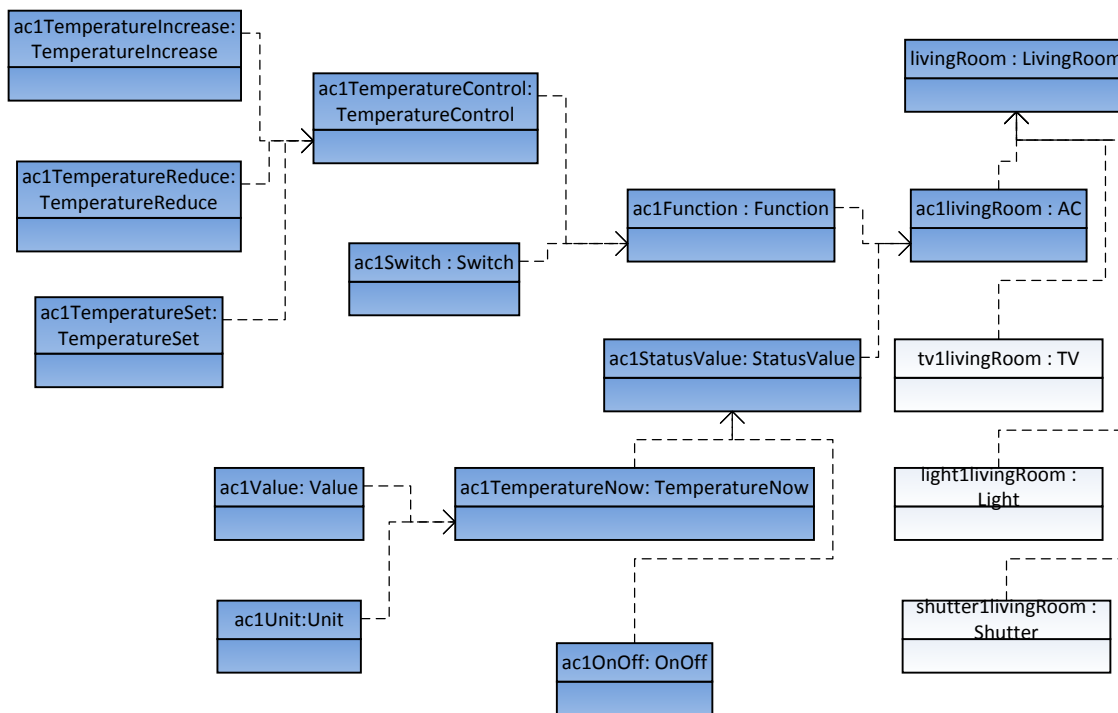 ac1TemperatureIncrease:
TemperatureIncrease
livingRoom : LivingRoom
ac1TemperatureControl:
TemperatureControl
ac1TemperatureReduce:
TemperatureReduce
ac1Function : Function
ac1livingRoom : AC
ac1Switch : Switch
ac1TemperatureSet:
TemperatureSet
ac1StatusValue: StatusValue
tv1livingRoom : TV
ac1Value: Value
ac1TemperatureNow: TemperatureNow
light1livingRoom :
Light
ac1Unit:Unit
shutter1livingRoom :
Shutter
ac1OnOff: OnOff